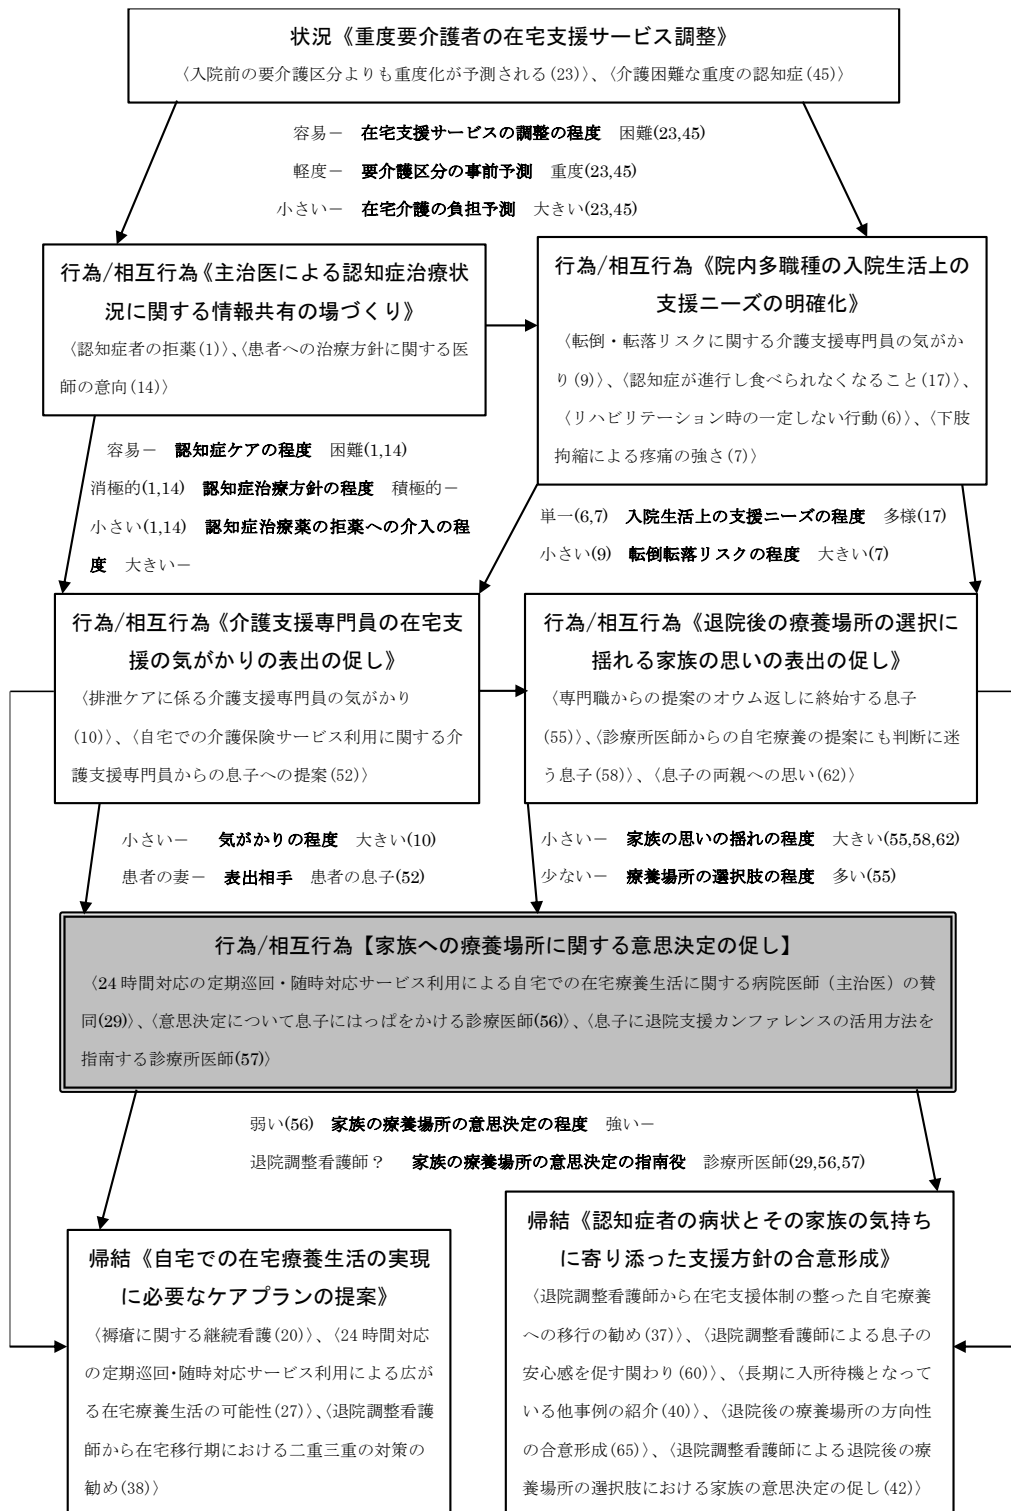 状況《重度要介護者の在宅支援サービス調整》
〈入院前の要介護区分よりも重度化が予測される(23)〉、〈介護困難な重度の認知症(45)〉
容易－　在宅支援サービスの調整の程度　困難(23,45)
軽度－　要介護区分の事前予測　重度(23,45)
小さい－　在宅介護の負担予測　大きい(23,45)
行為/相互行為《主治医による認知症治療状
況に関する情報共有の場づくり》
〈認知症者の拒薬(1)〉、〈患者への治療方針に関する医
師の意向(14)〉
行為/相互行為《院内多職種の入院生活上の
支援ニーズの明確化》
〈転倒・転落リスクに関する介護支援専門員の気がか
り(9)〉、〈認知症が進行し食べられなくなること(17)〉、
〈リハビリテーション時の一定しない行動(6)〉、〈下肢
拘縮による疼痛の強さ(7)〉
容易－　認知症ケアの程度　困難(1,14)
消極的(1,14)　認知症治療方針の程度　積極的－
小さい(1,14)　認知症治療薬の拒薬への介入の程
度　大きい－
単一(6,7)　入院生活上の支援ニーズの程度　多様(17)
小さい(9)　転倒転落リスクの程度　大きい(7)
行為/相互行為《介護支援専門員の在宅支
援の気がかりの表出の促し》
〈排泄ケアに係る介護支援専門員の気がかり
(10)〉、〈自宅での介護保険サービス利用に関する介
護支援専門員からの息子への提案(52)〉
行為/相互行為《退院後の療養場所の選択に
揺れる家族の思いの表出の促し》
〈専門職からの提案のオウム返しに終始する息子
(55)〉、〈診療所医師からの自宅療養の提案にも判断に迷
う息子(58)〉、〈息子の両親への思い(62)〉
小さい－　気がかりの程度　大きい(10)
患者の妻－　表出相手　患者の息子(52)
小さい－　家族の思いの揺れの程度　大きい(55,58,62)
少ない－　療養場所の選択肢の程度　多い(55)
行為/相互行為【家族への療養場所に関する意思決定の促し】
〈24時間対応の定期巡回・随時対応サービス利用による自宅での在宅療養生活に関する病院医師（主治医）の賛
同(29)〉、〈意思決定について息子にはっぱをかける診療医師(56)〉、〈息子に退院支援カンファレンスの活用方法を
指南する診療所医師(57)〉
弱い(56)　家族の療養場所の意思決定の程度　強い－
退院調整看護師？　家族の療養場所の意思決定の指南役　診療所医師(29,56,57)
帰結《自宅での在宅療養生活の実現
に必要なケアプランの提案》
〈褥瘡に関する継続看護(20)〉、〈24時間対応
の定期巡回・随時対応サービス利用による広が
る在宅療養生活の可能性(27)〉、〈退院調整看護
師から在宅移行期における二重三重の対策の
勧め(38)〉
帰結《認知症者の病状とその家族の気持ち
に寄り添った支援方針の合意形成》
〈退院調整看護師から在宅支援体制の整った自宅療養
への移行の勧め(37)〉、〈退院調整看護師による息子の
安心感を促す関わり(60)〉、〈長期に入所待機となって
いる他事例の紹介(40)〉、〈退院後の療養場所の方向性
の合意形成(65)〉、〈退院調整看護師による退院後の療
養場所の選択肢における家族の意思決定の促し(42)〉